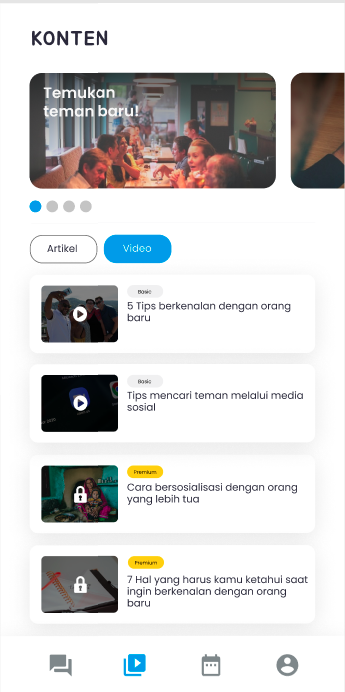 KONTEN
Temukan
teman baru!
Artikel
Video
Basic
5 Tips berkenalan dengan orang
baru
Basic
Tips mencari teman melalui media
sosial
Premium
Cara bersosialisasi dengan orang
yang lebih tua
Premium
7 Hal yang harus kamu ketahui saat
ingin berkenalan dengan orang
baru